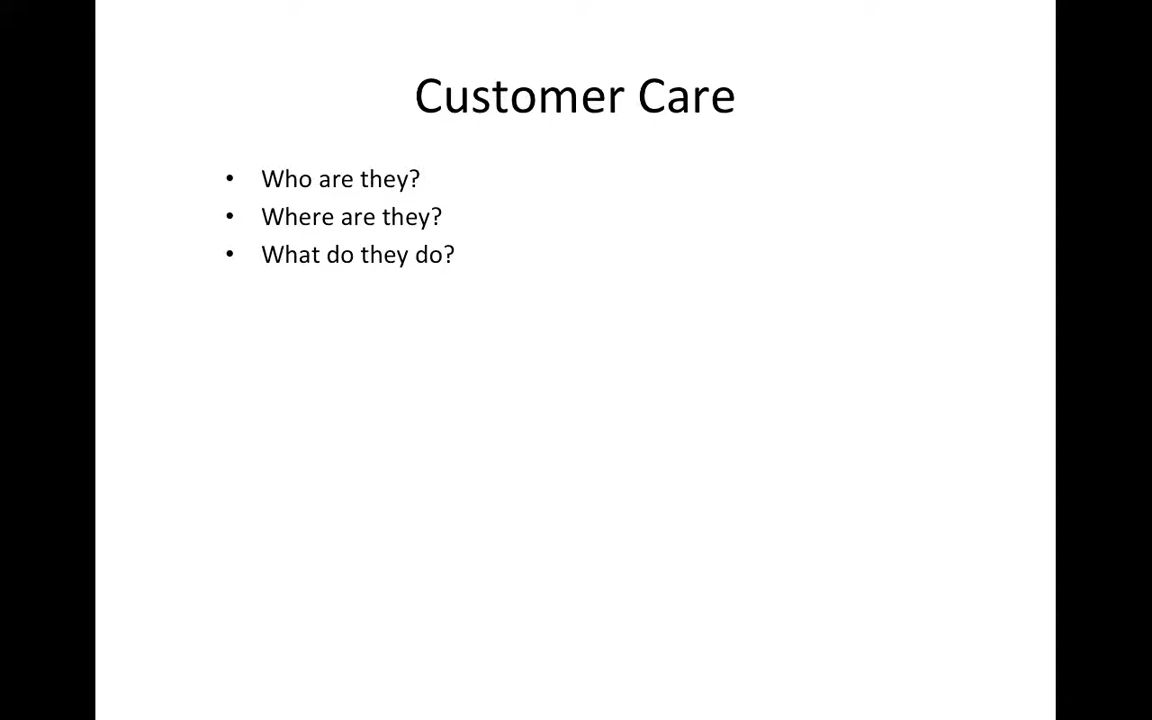 Customer Care
• Who are they?
• Where are they?
• What do they do?